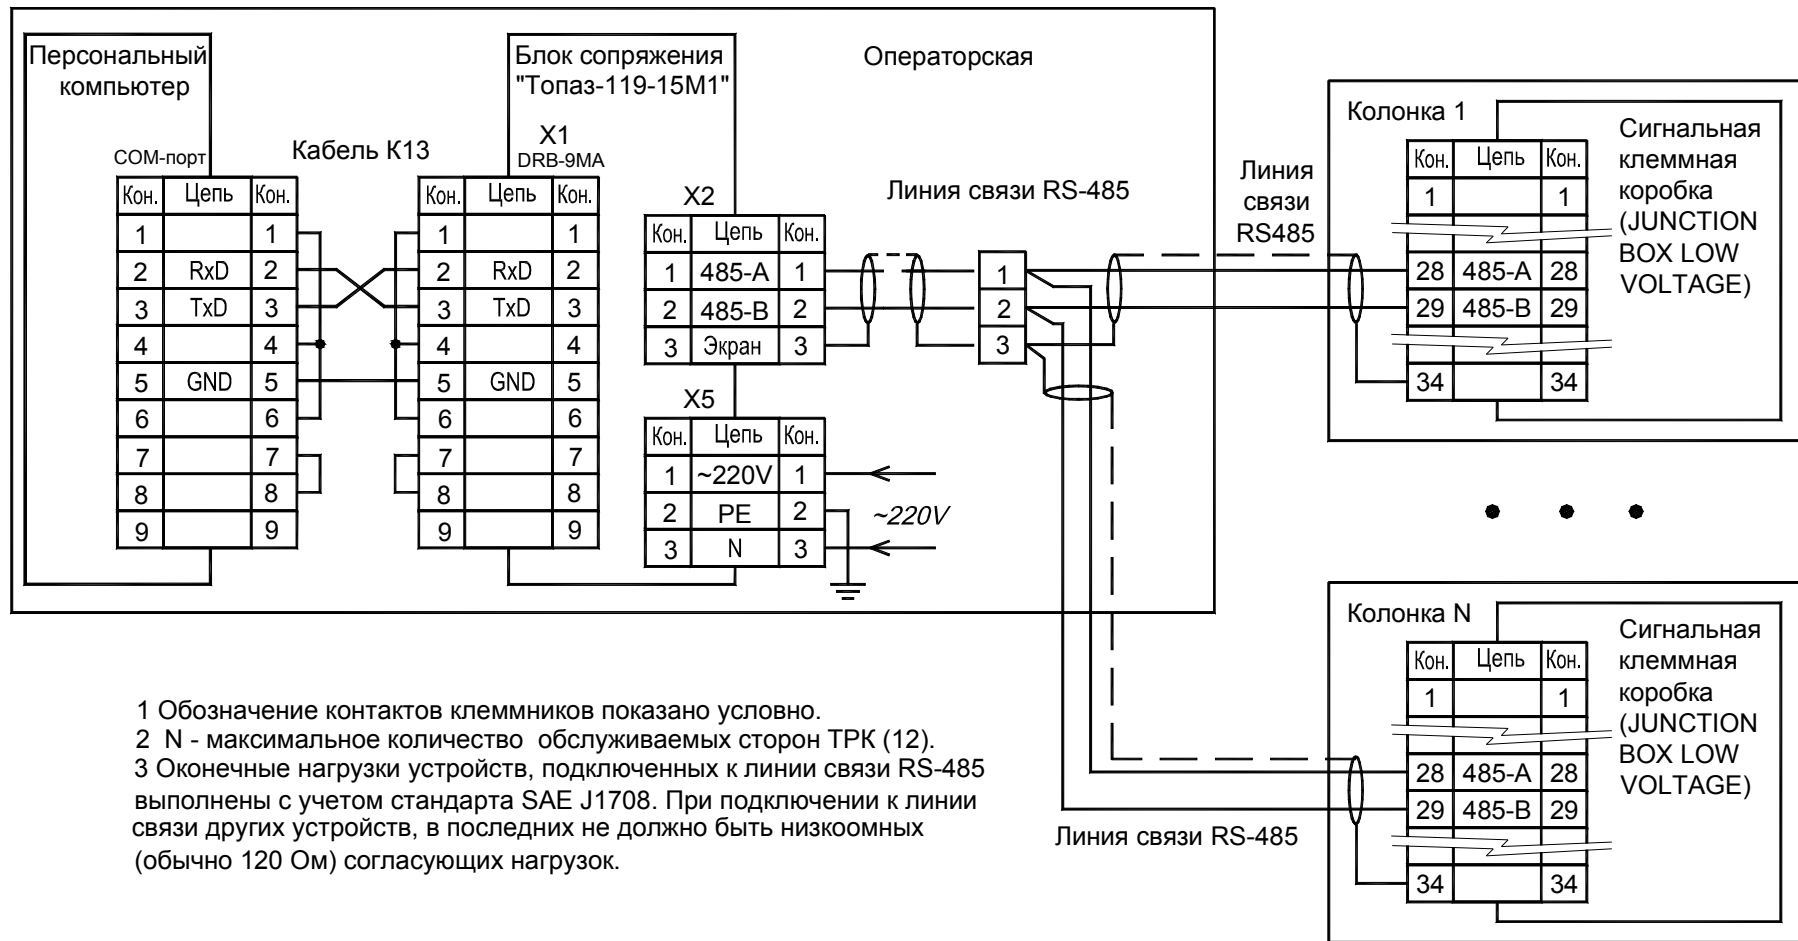 Персональный
компьютер
COM-порт
Кон. Цепь Кон.
1 1
2 RxD 2
3 TxD 3
4 4
5 GND 5
6 6
7 7
8 8
9 9
Кабель К13
Блок сопряжения
"Топаз-119-15М1"
X1
DRB-9MA
Кон. Цепь Кон.
1 1
2 RxD 2
3 TxD 3
4 4
5 GND 5
6 6
7 7
8 8
9 9
Операторская
X2
Кон. Цепь Кон.
1 485-A 1
2 485-B 2
3 Экран 3
X5
Кон. Цепь Кон.
1 ~220V 1
2 PE 2
3 N 3
~220V
Линия связи RS-485
1
2
3
Линия
связи
RS485
Колонка 1
Кон. Цепь Кон.
1 1
28 485-A 28
29 485-B 29
34 34
Сигнальная
клеммная
коробка
(JUNCTION
BOX LOW
VOLTAGE)
Колонка N
Кон. Цепь Кон.
1 1
28 485-A 28
29 485-B 29
34 34
Сигнальная
клеммная
коробка
(JUNCTION
BOX LOW
VOLTAGE)
Линия связи RS-485
1 Обозначение контактов клеммников показано условно.
2 N - максимальное количество обслуживаемых сторон ТРК (12).
3 Оконечные нагрузки устройств, подключенных к линии связи RS-485
выполнены с учетом стандарта SAE J1708. При подключении к линии
связи других устройств, в последних не должно быть низкоомных
(обычно 120 Ом) согласующих нагрузок.